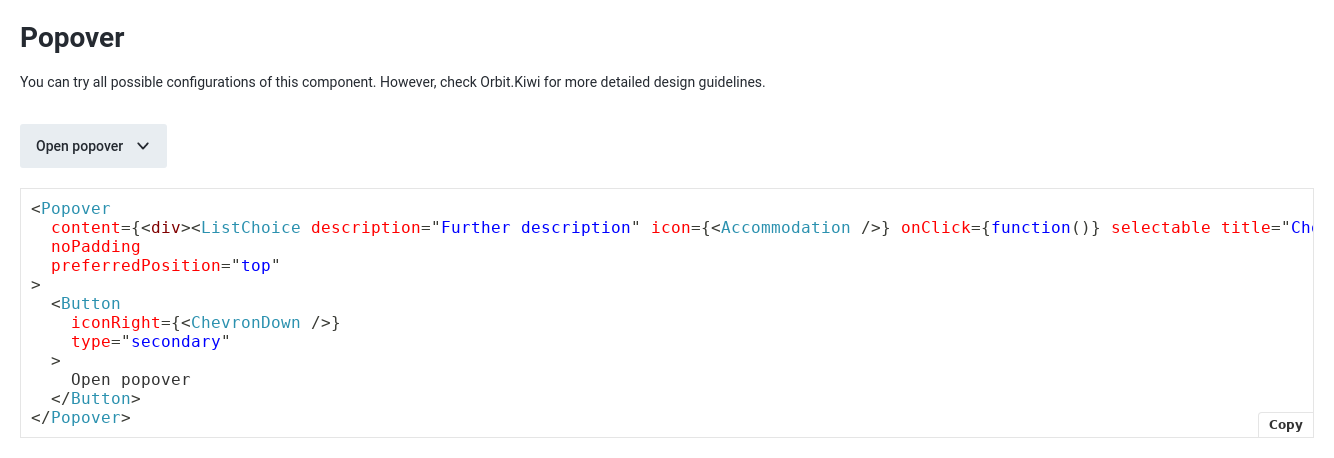 Popover
You can try all possible configurations of this component. However, check Orbit.Kiwi for more detailed design guidelines.
Open popover
<Popover
  content={<div><ListChoice description="Further description" icon={<Accommodation />} onClick={function()} selectable title="
  noPadding
  preferredPosition="top"
>
  <Button
    iconRight={<ChevronDown />}
    type="secondary"
  >
    Open popover
  </Button>
</Popover>
Copy